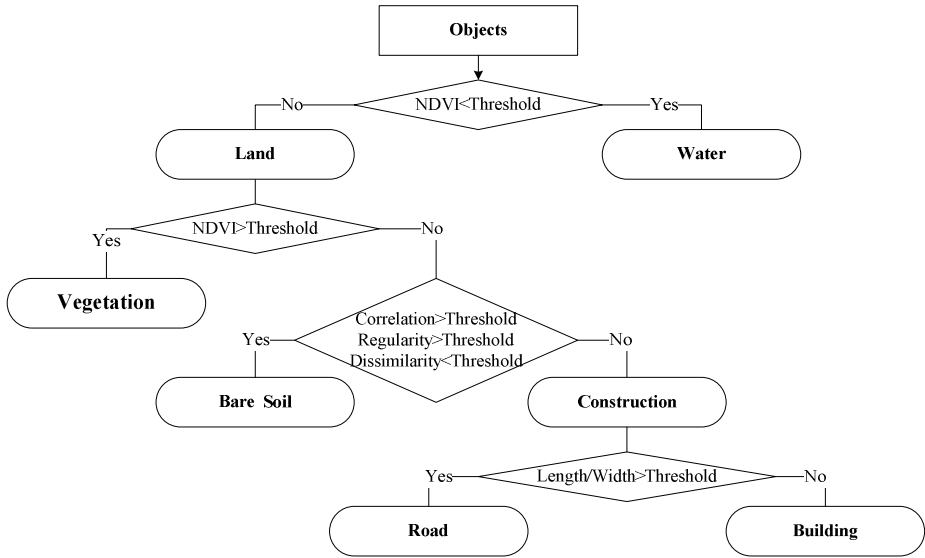 Objects
NDVI<Threshold
No
Yes
Land
Water
NDVI>Threshold
Yes
No
Vegetation
Correlation>Threshold
Regularity>Threshold
Dissimilarity<Threshold
Yes
No
Bare Soil
Construction
Length/Width>Threshold
Yes
No
Road
Building